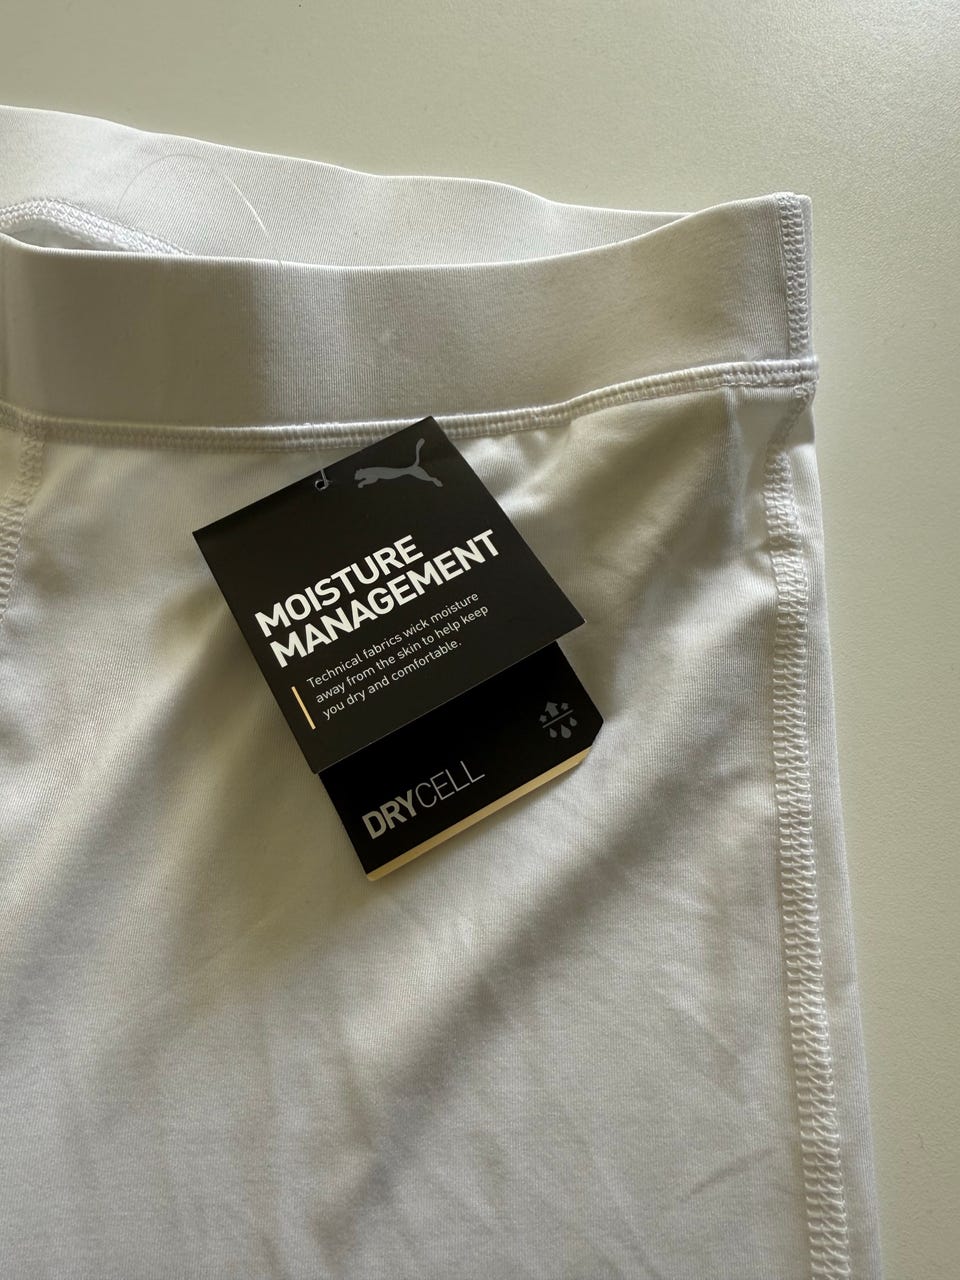 MOISTURE
MANAGEMENT
Technical fabrics wick moisture
away from the skin to help keep
you dry and comfortable.
DRYCELL